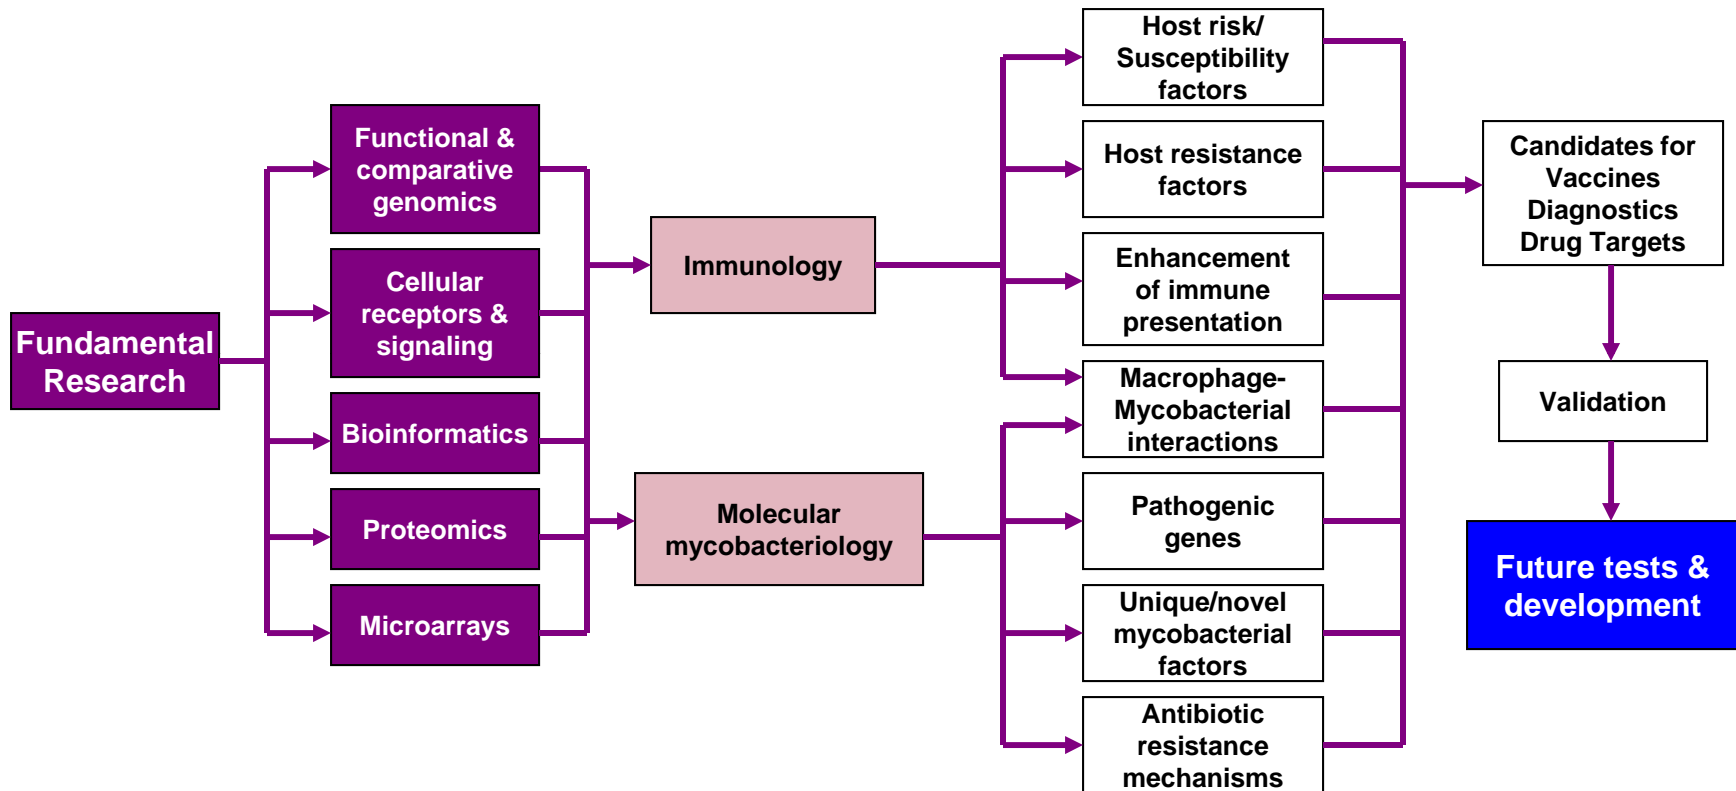 Fundamental
Research
Functional &
comparative
genomics
Cellular
receptors &
signaling
Bioinformatics
Proteomics
Microarrays
Immunology
Molecular
mycobacteriology
Host risk/
Susceptibility
factors
Host resistance
factors
Enhancement
of immune
presentation
Macrophage-
Mycobacterial
interactions
Pathogenic
genes
Unique/novel
mycobacterial
factors
Antibiotic
resistance
mechanisms
Candidates for
Vaccines
Diagnostics
Drug Targets
Validation
Future tests &
development